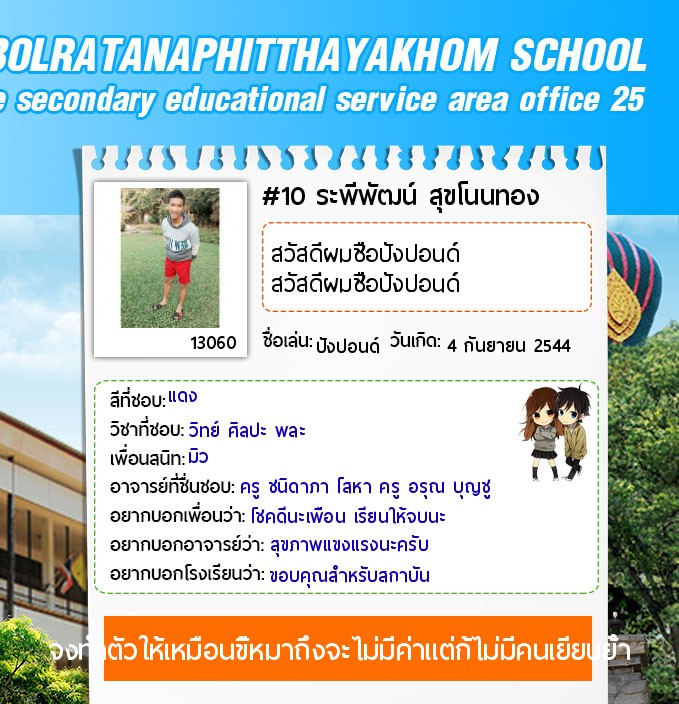 BOLRATANAPHITTHAYAKHOM SCHOOL
e secondary educational service area office 25
#10 ระพีพัฒน์ สุขโนนทอง
สวัสดีผมชื่อปังปอนด์
สวัสดีผมชื่อปังปอนด์
13060
ชื่อเล่น: ปังปอนด์ วันเกิด: 4 กันยายน 2544
สีที่ชอบ: แดง
วิชาที่ชอบ: วิทย์ ศิลปะ พละ
เพื่อนสนิท: มิว
อาจารย์ที่ชื่นชอบ: ครู ชนิดาภา โสหา ครู อรุณ บุญชู
อยากบอกเพื่อนว่า: โชคดีนะเพื่อน เรียนให้จบนะ
อยากบอกอาจารย์ว่า: สุขภาพแขงแรงนะครับ
อยากบอกโรงเรียนว่า: ขอบคุณสำหรับสถาบัน
จงทำตัวให้เหมือนขี้หมาถึงจะไม่มีค่าแต่ก้ไม่มีคนเยียบย้ำ